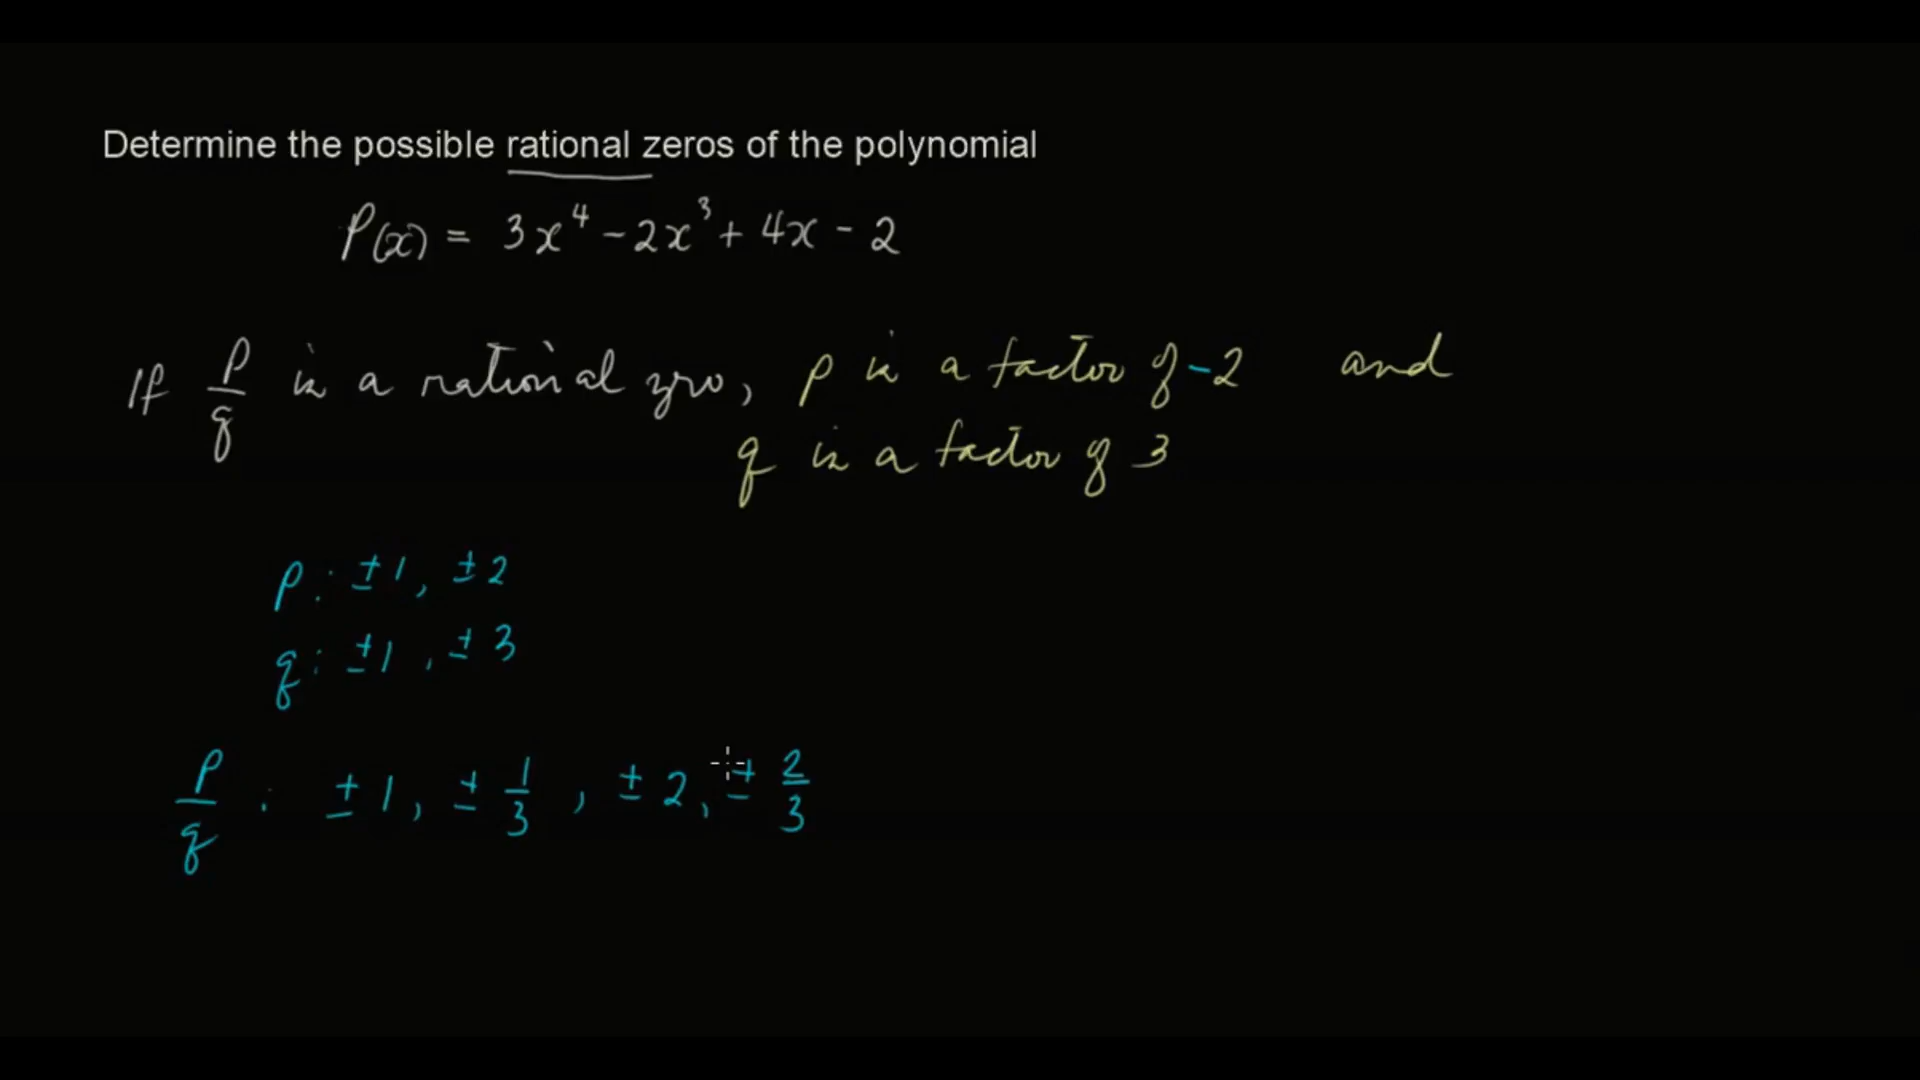 Determine the possible rational zeros of the polynomial
P(x) = 3x⁴ - 2x³ + 4x - 2
If p/q is a rational zero, p is a factor of -2 and
q is a factor of 3
p: ±1, ±2
q: ±1, ±3
p/q : ±1, ±1/3, ±2, ±2/3